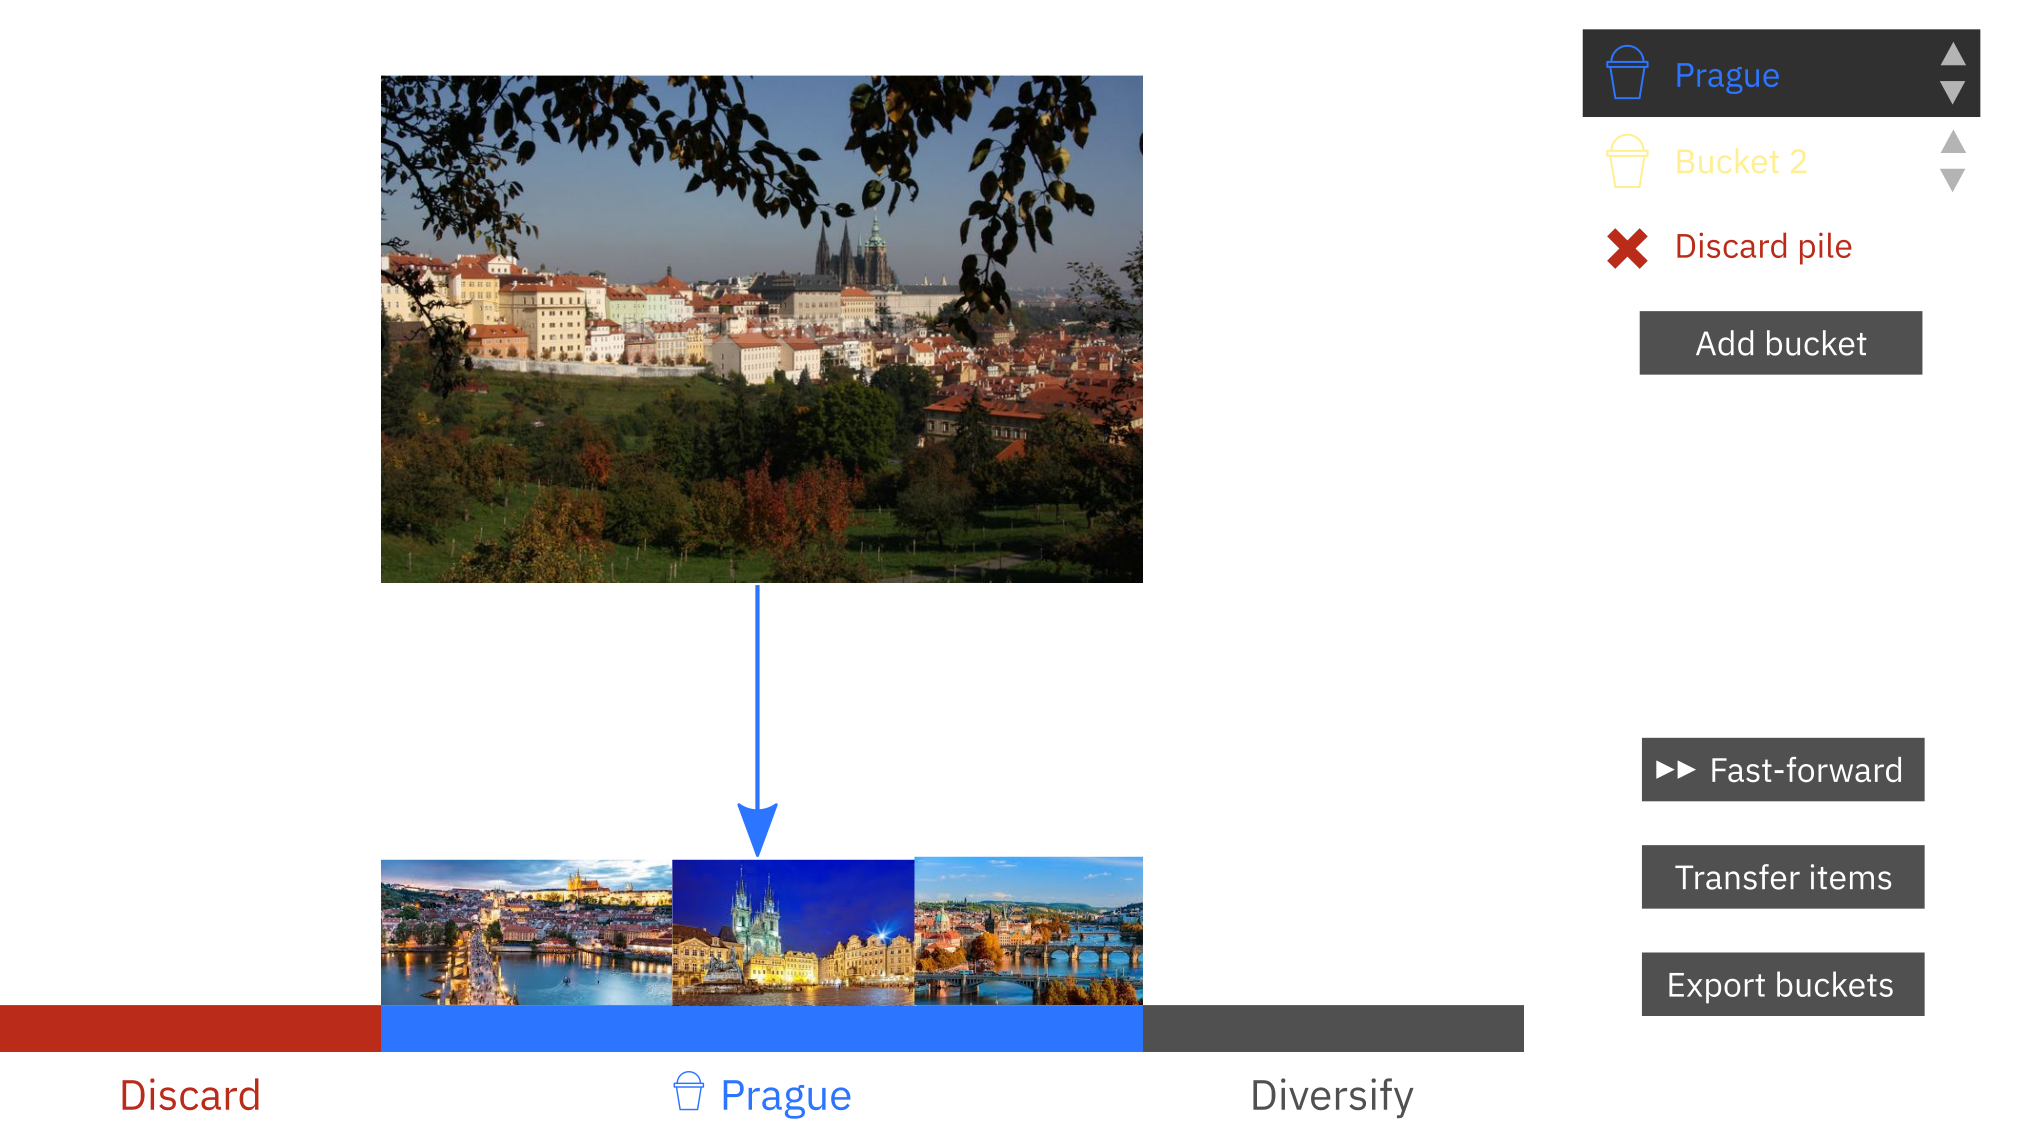 Prague
Bucket 2
Discard pile
Add bucket
Fast-forward
Transfer items
Export buckets
Discard
Prague
Diversify